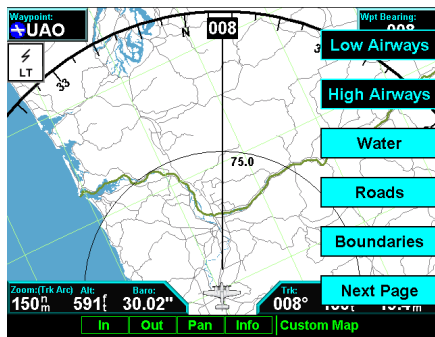 Waypoint:
UAO
008
Wpt Bearing:
Low Airways
N
33
33
LT
High Airways
Water
75.0
Roads
Boundaries
Next Page
Zoom:(Trk Arc)
150nm
Alt:
591ft
Baro:
30.02"
Trk:
008°
In
Out
Pan
Info
Custom Map